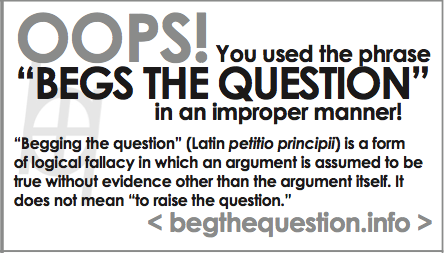 OOPS! You used the phrase
“BEGS THE QUESTION”
in an improper manner!
“Begging the question” (Latin petitio principii) is a form
of logical fallacy in which an argument is assumed to be
true without evidence other than the argument itself. It
does not mean “to raise the question.”
< begthequestion.info >